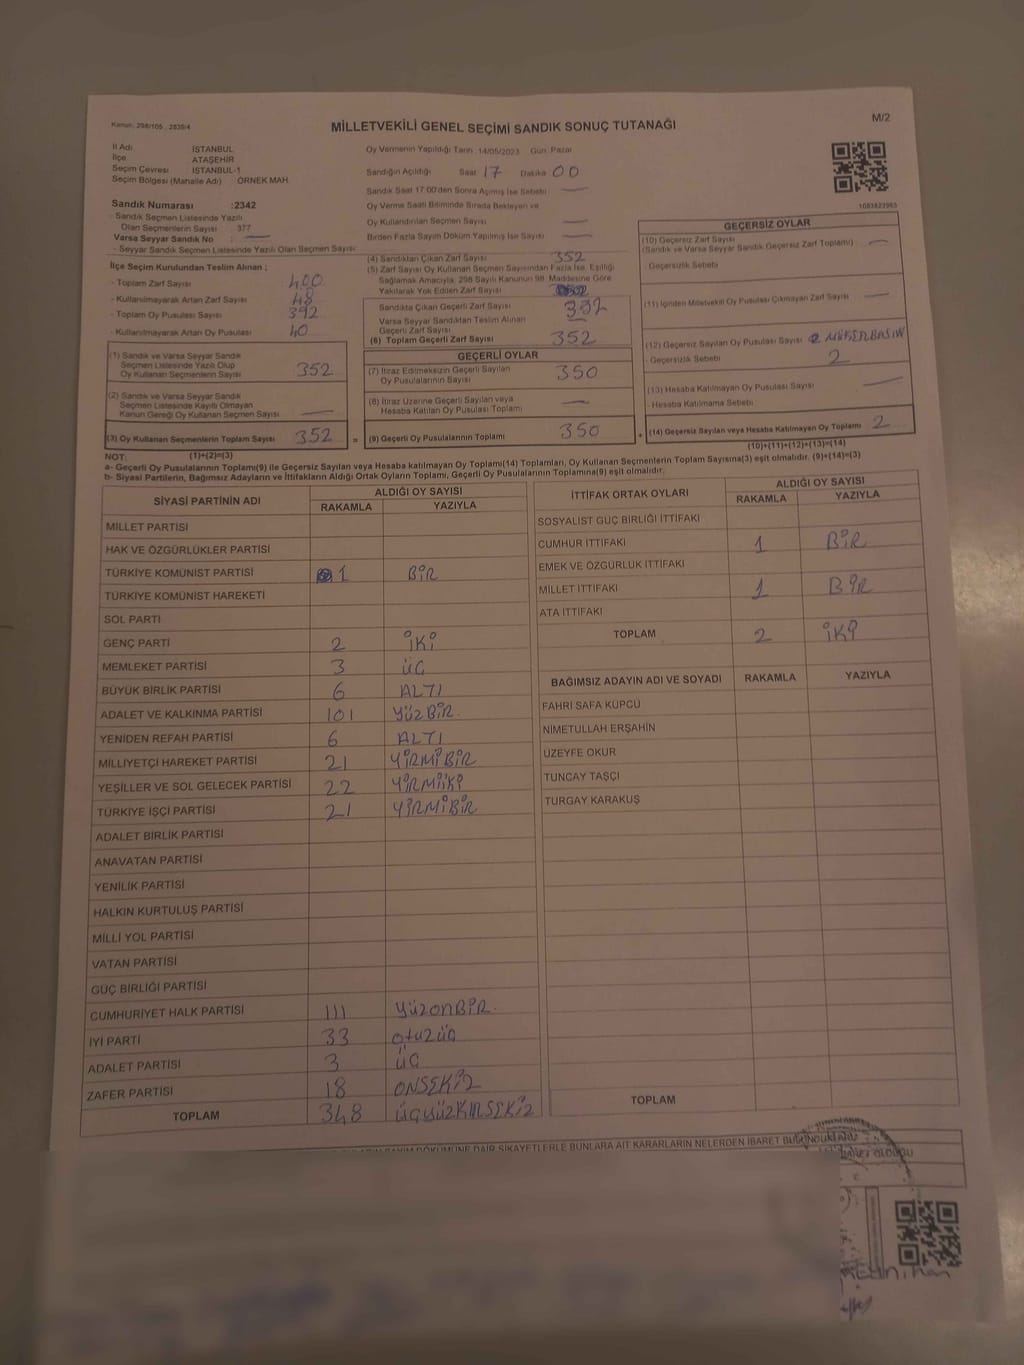 Kanun: 298/105 , 2839/4
MİLLETVEKİLİ GENEL SEÇİMİ SANDIK SONUÇ TUTANAĞI
M/2
İl Adı İSTANBUL
İlçe ATAŞEHİR
Seçim Çevresi İSTANBUL-1
Seçim Bölgesi (Mahalle Adı) ÖRNEK MAH.
Sandık Numarası :2342
- Sandık Seçmen Listesinde Yazılı
Olan Seçmenlerin Sayısı 377
Varsa Seyyar Sandık No :
- Seyyar Sandık Seçmen Listesinde Yazılı Olan Seçmen Sayısı:
Oy Vermenin Yapıldığı Tarih :14/05/2023 Gün: Pazar
Sandığın Açıldığı Saat 17 Dakika 00
Sandık Saat 17.00'den Sonra Açılmış İse Sebebi
Oy Verme Saati Bitiminde Sırada Bekleyen ve
Oy Kullandırılan Seçmen Sayısı
Birden Fazla Sayım Döküm Yapılmış İse Sayısı
1083823963
İlçe Seçim Kurulundan Teslim Alınan ;
- Toplam Zarf Sayısı 400
- Kullanılmayarak Artan Zarf Sayısı 48
- Toplam Oy Pusulası Sayısı 392
- Kullanılmayarak Artan Oy Pusulası 40
(4) Sandıktan Çıkan Zarf Sayısı 352
(5) Zarf Sayısı Oy Kullanan Seçmen Sayısından Fazla İse, Eşitliği
Sağlamak Amacıyla; 298 Sayılı Kanunun 98. Maddesine Göre
Yakılarak Yok Edilen Zarf Sayısı
Sandıkta Çıkan Geçerli Zarf Sayısı
Varsa Seyyar Sandıktan Teslim Alınan
Geçerli Zarf Sayısı
(6) Toplam Geçerli Zarf Sayısı 352
GEÇERSİZ OYLAR
(10) Geçersiz Zarf Sayısı
(Sandık ve Varsa Seyyar Sandık Geçersiz Zarf Toplamı)
- Geçersizlik Sebebi
(11) İçinden Milletvekili Oy Pusulası Çıkmayan Zarf Sayısı
(12) Geçersiz Sayılan Oy Pusulası Sayısı 2
- Geçersizlik Sebebi 2
(13) Hesaba Katılmayan Oy Pusulası Sayısı
- Hesaba Katılmama Sebebi
(14) Geçersiz Sayılan veya Hesaba Katılmayan Oy Toplamı 2
(10)+(11)+(12)+(13)=(14)
(1) Sandık ve Varsa Seyyar Sandık
Seçmen Listesinde Yazılı Olup
Oy Kullanan Seçmenlerin Sayısı 352
(2) Sandık ve Varsa Seyyar Sandık
Seçmen Listesinde Kayıtlı Olmayan
Kanun Gereği Oy Kullanan Seçmen Sayısı
(3) Oy Kullanan Seçmenlerin Toplam Sayısı 352 =
(1)+(2)=(3)
GEÇERLİ OYLAR
(7) İtiraz Edilmeksizin Geçerli Sayılan
Oy Pusulalarının Sayısı 350
(8) İtiraz Üzerine Geçerli Sayılan veya
Hesaba Katılan Oy Pusulası Toplamı
(9) Geçerli Oy Pusulalarının Toplamı 350 +
NOT:
a- Geçerli Oy Pusulalarının Toplamı(9) ile Geçersiz Sayılan veya Hesaba katılmayan Oy Toplamı(14) Toplamları, Oy Kullanan Seçmenlerin Toplam Sayısına(3) eşit olmalıdır. (9)+(14)=(3)
b- Siyasi Partilerin, Bağımsız Adayların ve İttifakların Aldığı Ortak Oyların Toplamı, Geçerli Oy Pusulalarının Toplamına(9) eşit olmalıdır.
SİYASİ PARTİNİN ADI ALDIĞI OY SAYISI
RAKAMLA YAZIYLA
MİLLET PARTİSİ
HAK VE ÖZGÜRLÜKLER PARTİSİ
TÜRKİYE KOMÜNİST PARTİSİ 1 BİR
TÜRKİYE KOMÜNİST HAREKETİ
SOL PARTİ
GENÇ PARTİ 2 İKİ
MEMLEKET PARTİSİ 3 ÜÇ
BÜYÜK BİRLİK PARTİSİ 6 ALTI
ADALET VE KALKINMA PARTİSİ 101 YÜZBİR.
YENİDEN REFAH PARTİSİ 6 ALTI
MİLLİYETÇİ HAREKET PARTİSİ 21 YİRMİBİR
YEŞİLLER VE SOL GELECEK PARTİSİ 22 YİRMİİKİ
TÜRKİYE İŞÇİ PARTİSİ 21 YİRMİBİR
ADALET BİRLİK PARTİSİ
ANAVATAN PARTİSİ
YENİLİK PARTİSİ
HALKIN KURTULUŞ PARTİSİ
MİLLİ YOL PARTİSİ
VATAN PARTİSİ
GÜÇ BİRLİĞİ PARTİSİ
CUMHURİYET HALK PARTİSİ 111 YÜZONBİR.
İYİ PARTİ 33 otuzüç
ADALET PARTİSİ 3 ÜÇ
ZAFER PARTİSİ 18 ONSEKİZ
TOPLAM 348
İTTİFAK ORTAK OYLARI ALDIĞI OY SAYISI
RAKAMLA YAZIYLA
SOSYALİST GÜÇ BİRLİĞİ İTTİFAKI
CUMHUR İTTİFAKI 1 BİR
EMEK VE ÖZGÜRLÜK İTTİFAKI
MİLLET İTTİFAKI 1 BİR
ATA İTTİFAKI
TOPLAM 2 İKİ
BAĞIMSIZ ADAYIN ADI VE SOYADI RAKAMLA YAZIYLA
FAHRİ SAFA KÜPCÜ
NİMETULLAH ERŞAHİN
ÜZEYFE OKUR
TUNCAY TAŞÇI
TURGAY KARAKUŞ
TOPLAM
DÖKÜMÜNE DAİR ŞİKAYETLERLE BUNLARA AİT KARARLARIN NELERDEN İBARET